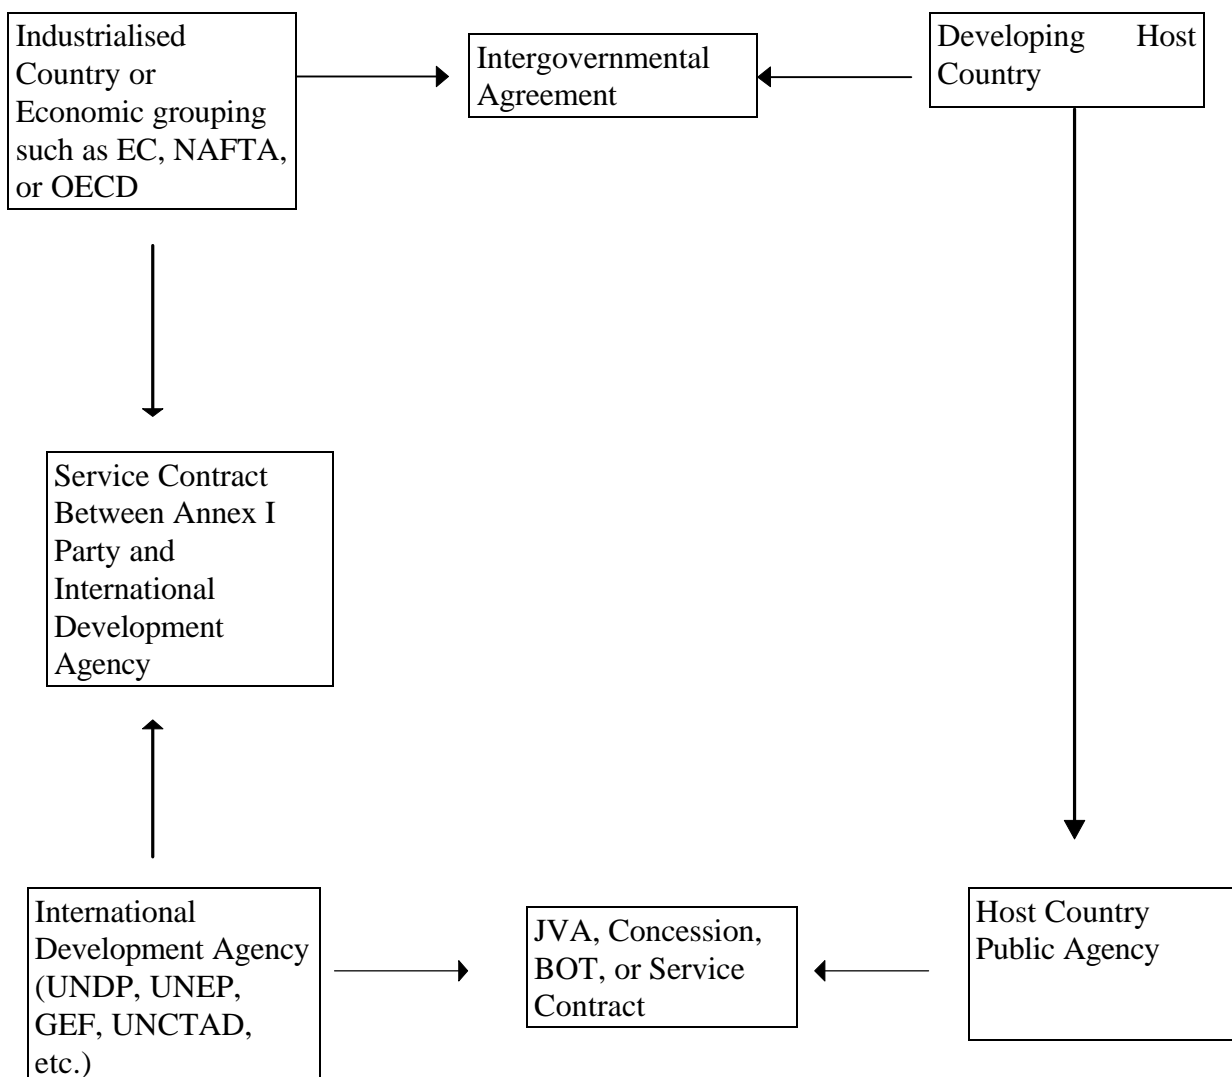 Industrialised
Country or
Economic grouping
such as EC, NAFTA,
or OECD
Intergovernmental
Agreement
Developing Host
Country
Service Contract
Between Annex I
Party and
International
Development
Agency
International
Development Agency
(UNDP, UNEP,
GEF, UNCTAD,
etc.)
JVA, Concession,
BOT, or Service
Contract
Host Country
Public Agency